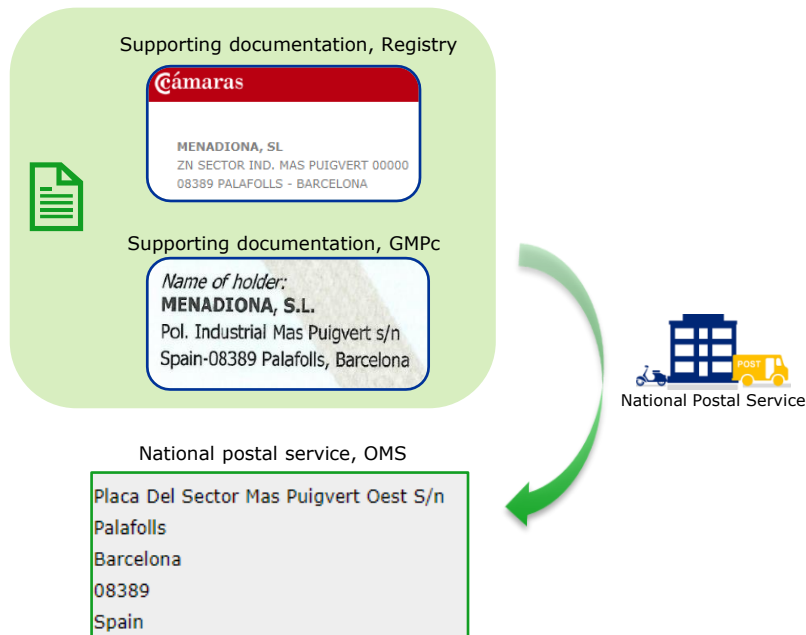 Supporting documentation, Registry
Cámaras
MENADIONA, SL
ZN SECTOR IND. MAS PUIGVERT 00000
08389 PALAFOLLS - BARCELONA
Supporting documentation, GMPc
Name of holder:
MENADIONA, S.L.
Pol. Industrial Mas Puigvert s/n
Spain-08389 Palafolls, Barcelona
POST
National Postal Service
National postal service, OMS
Placa Del Sector Mas Puigvert Oest S/n
Palafolls
Barcelona
08389
Spain